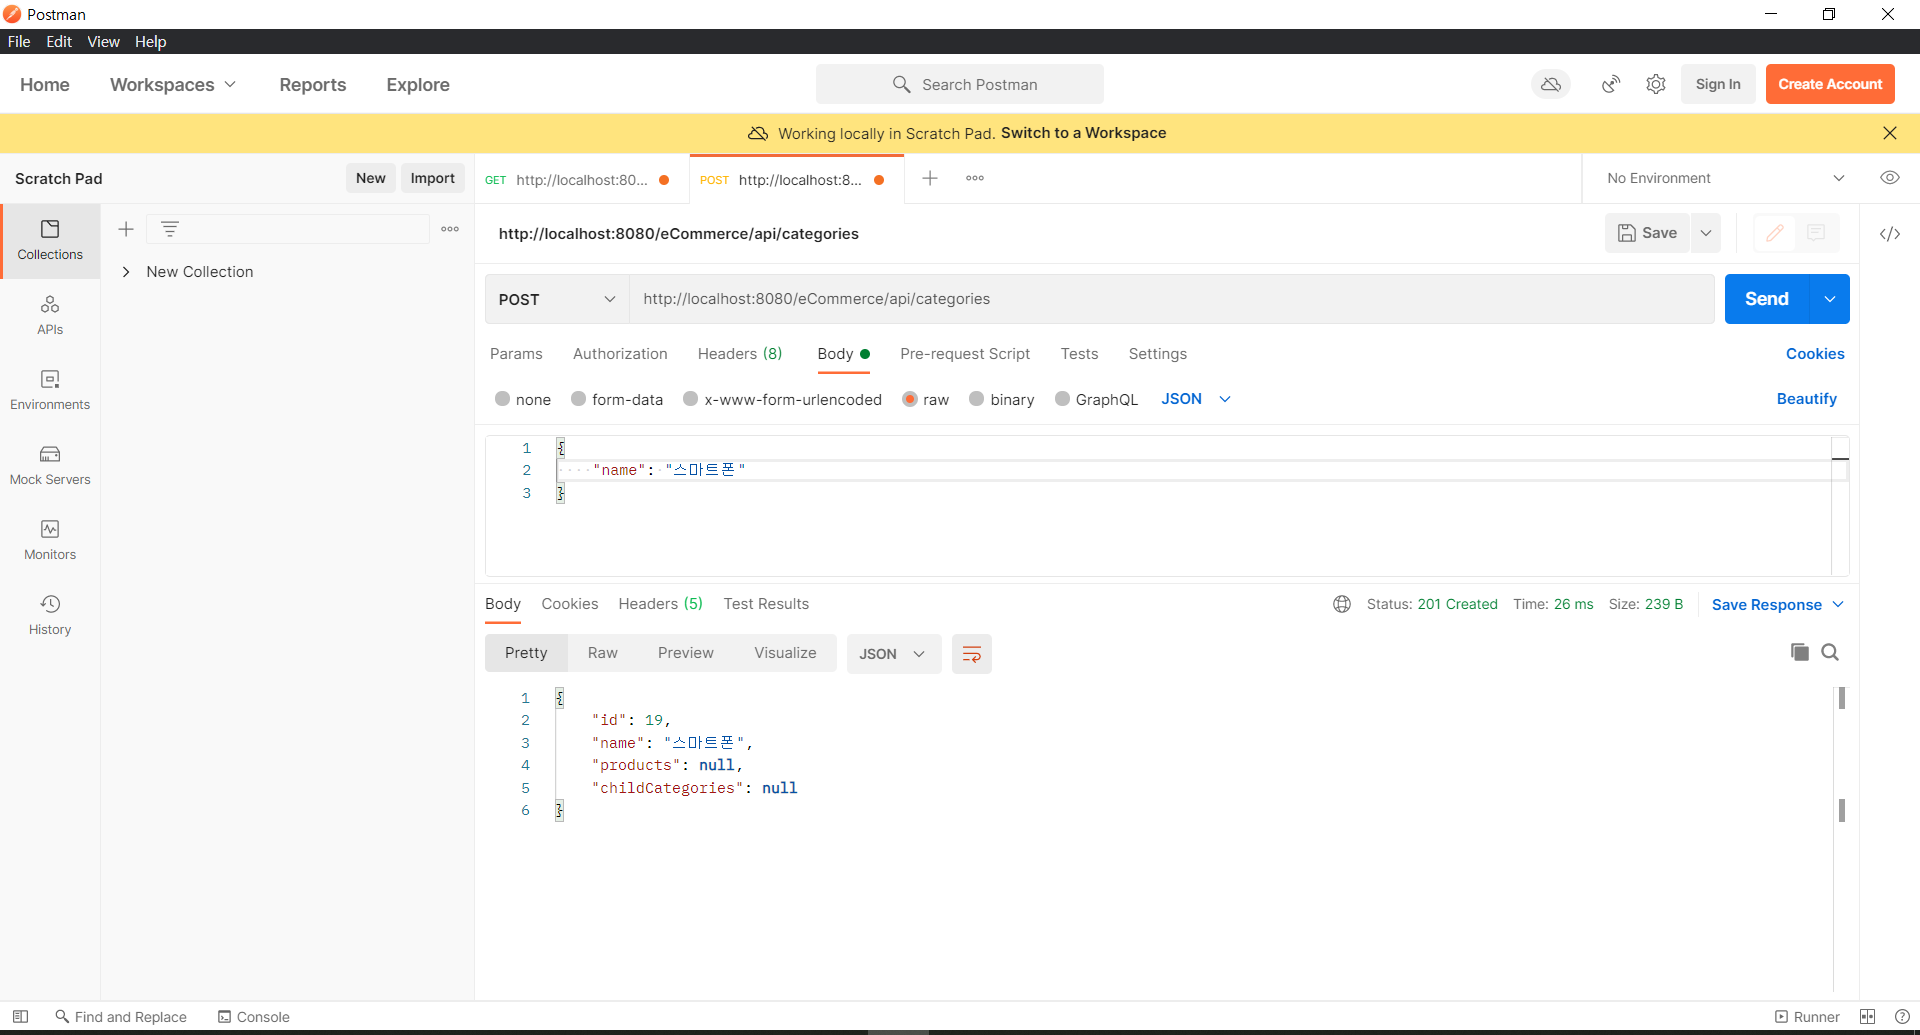 Postman
File Edit View Help
Home Workspaces Reports Explore Search Postman Sign In Create Account
Working locally in Scratch Pad. Switch to a Workspace
Scratch Pad New Import GET http://localhost:80... POST http://localhost:8... No Environment
Collections
New Collection
APIs
Environments
Mock Servers
Monitors
History
http://localhost:8080/eCommerce/api/categories Save
POST http://localhost:8080/eCommerce/api/categories Send
Params Authorization Headers (8) Body Pre-request Script Tests Settings Cookies
none form-data x-www-form-urlencoded raw binary GraphQL JSON Beautify
1 {
2 ····"name":·"스마트폰"
3 }
Body Cookies Headers (5) Test Results Status: 201 Created Time: 26 ms Size: 239 B Save Response
Pretty Raw Preview Visualize JSON
1 {
2 "id": 19,
3 "name": "스마트폰",
4 "products": null,
5 "childCategories": null
6 }
Find and Replace Console Runner